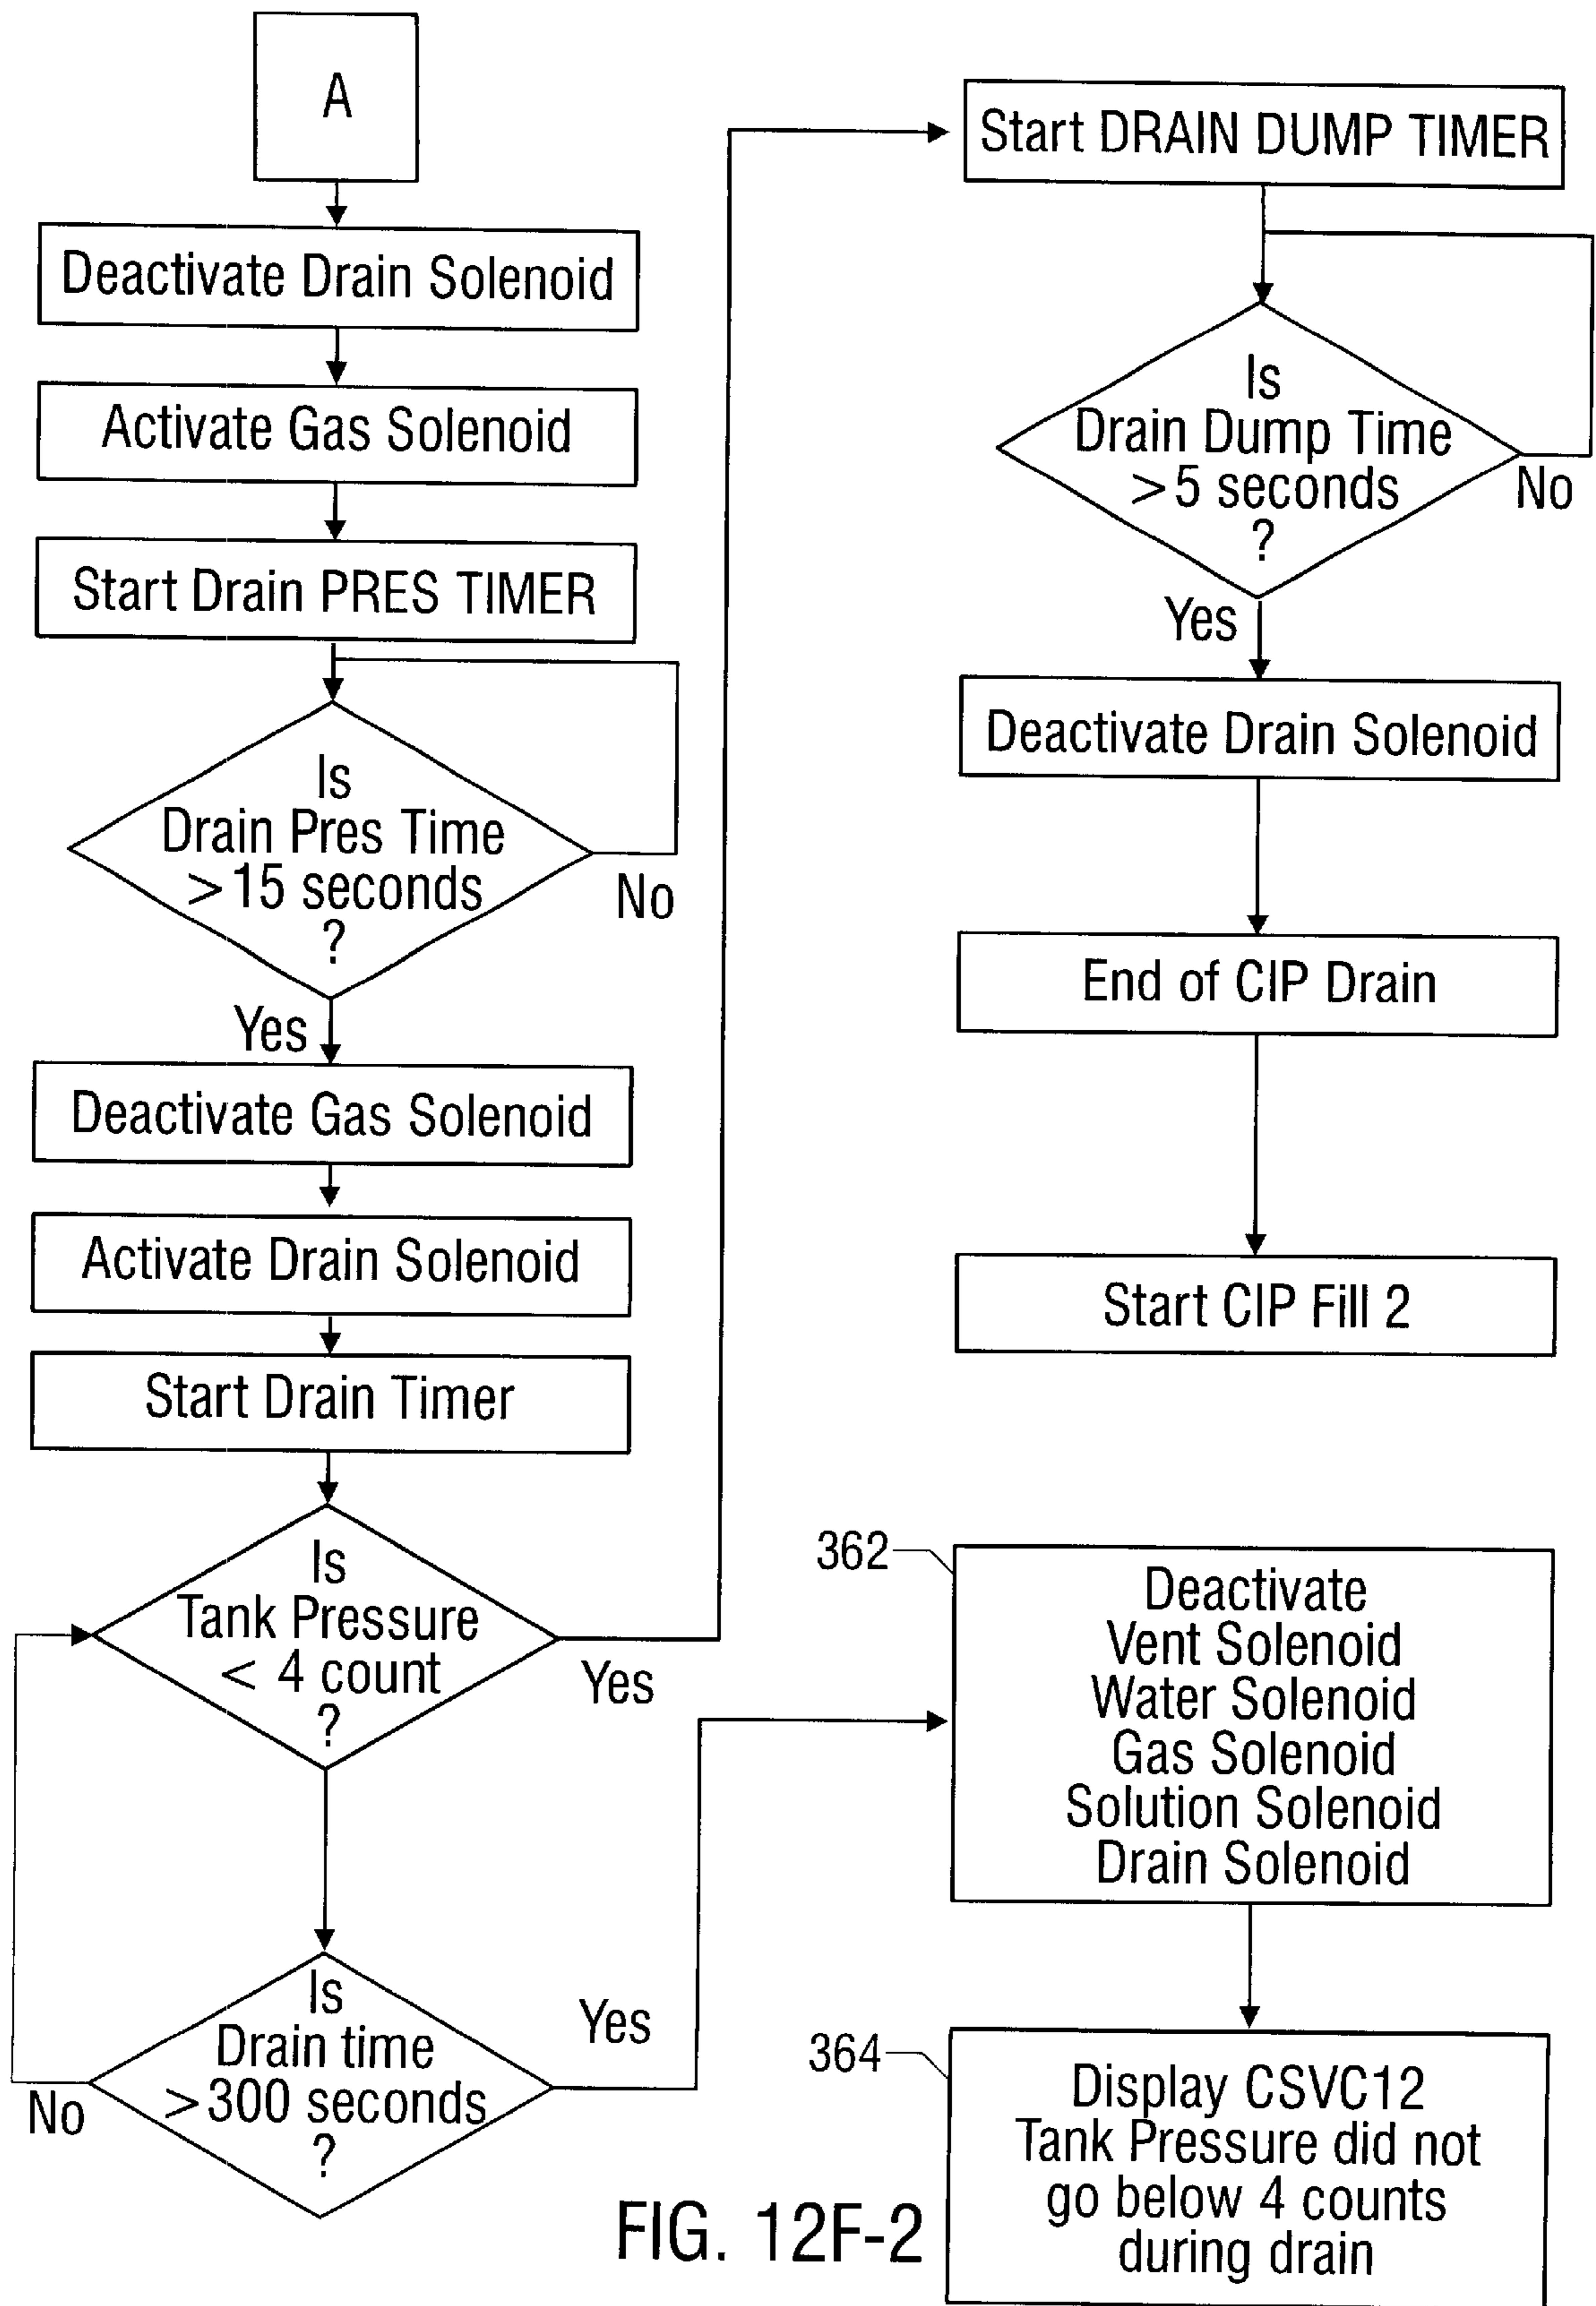 A
Deactivate Drain Solenoid
Activate Gas Solenoid
Start Drain PRES TIMER
Is
Drain Pres Time
>15 seconds
?
No
Yes
Deactivate Gas Solenoid
Activate Drain Solenoid
Start Drain Timer
Is
Tank Pressure
< 4 count
?
Yes
Is
Drain time
>300 seconds
?
Yes
No
Start DRAIN DUMP TIMER
Is
Drain Dump Time
>5 seconds
?
No
Yes
Deactivate Drain Solenoid
End of CIP Drain
Start CIP Fill 2
362
Deactivate
Vent Solenoid
Water Solenoid
Gas Solenoid
Solution Solenoid
Drain Solenoid
364
Display CSVC12
Tank Pressure did not
go below 4 counts
during drain
FIG. 12F-2